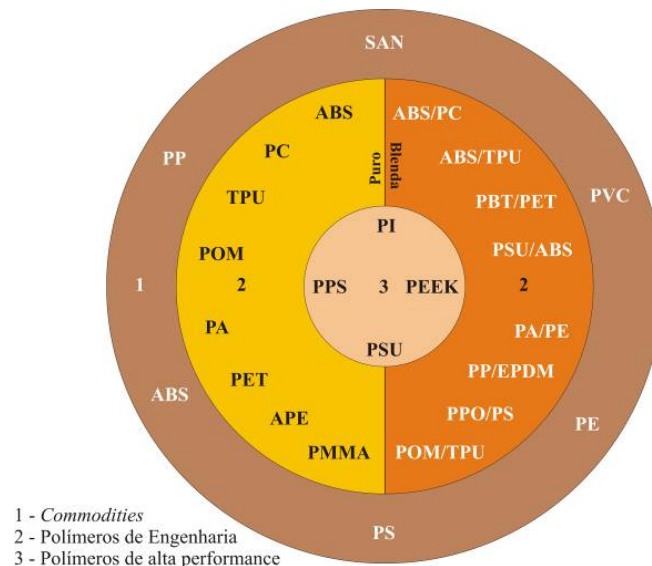 SAN
ABS ABS/PC
PP PC Puro Blenda ABS/TPU
TPU PBT/PET PVC
PI
POM PSU/ABS
1 2 PPS 3 PEEK 2
PA PA/PE
PSU
ABS PET PP/EPDM
APE PPO/PS PE
PMMA POM/TPU
PS
1 - Commodities
2 - Polímeros de Engenharia
3 - Polímeros de alta performance